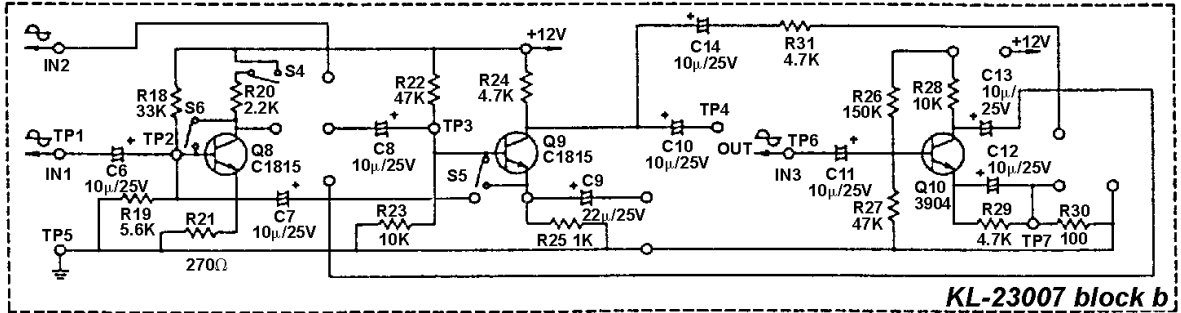 IN2
+12V
C14
10µ/25V
R31
4.7K
+12V
S4
R18
33K
R20
2.2K
R22
47K
R24
4.7K
R26
150K
R28
10K
C13
10µ/
25V
S6
TP1
IN1
TP2
C6
10µ/25V
Q8
C1815
C8
10µ/25V
TP3
S5
Q9
C1815
C10
10µ/25V
TP4
OUT
TP6
IN3
C11
10µ/25V
Q10
3904
C12
10µ/25V
R19
5.6K
R21
270Ω
C7
10µ/25V
R23
10K
C9
22µ/25V
R25 1K
R27
47K
R29
4.7K
TP7
R30
100
TP5
KL-23007 block b